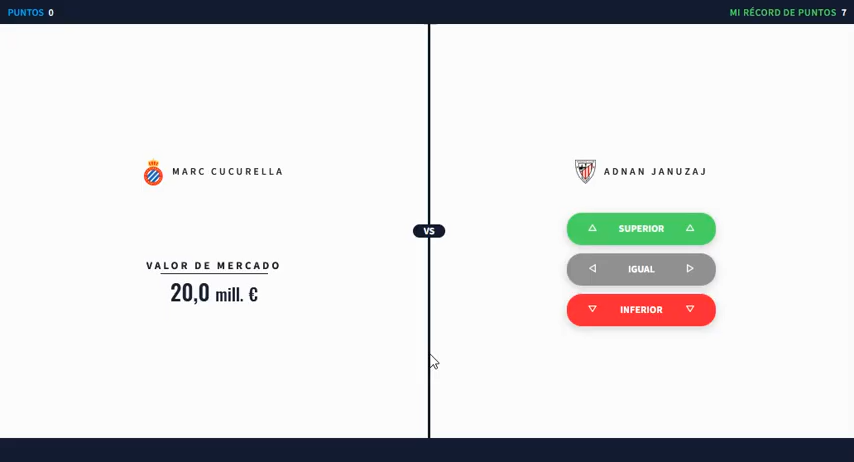 PUNTOS 0
MI RÉCORD DE PUNTOS 7
MARC CUCURELLA
VALOR DE MERCADO
20,0 mill. €
VS
ADNAN JANUZAJ
SUPERIOR
IGUAL
INFERIOR